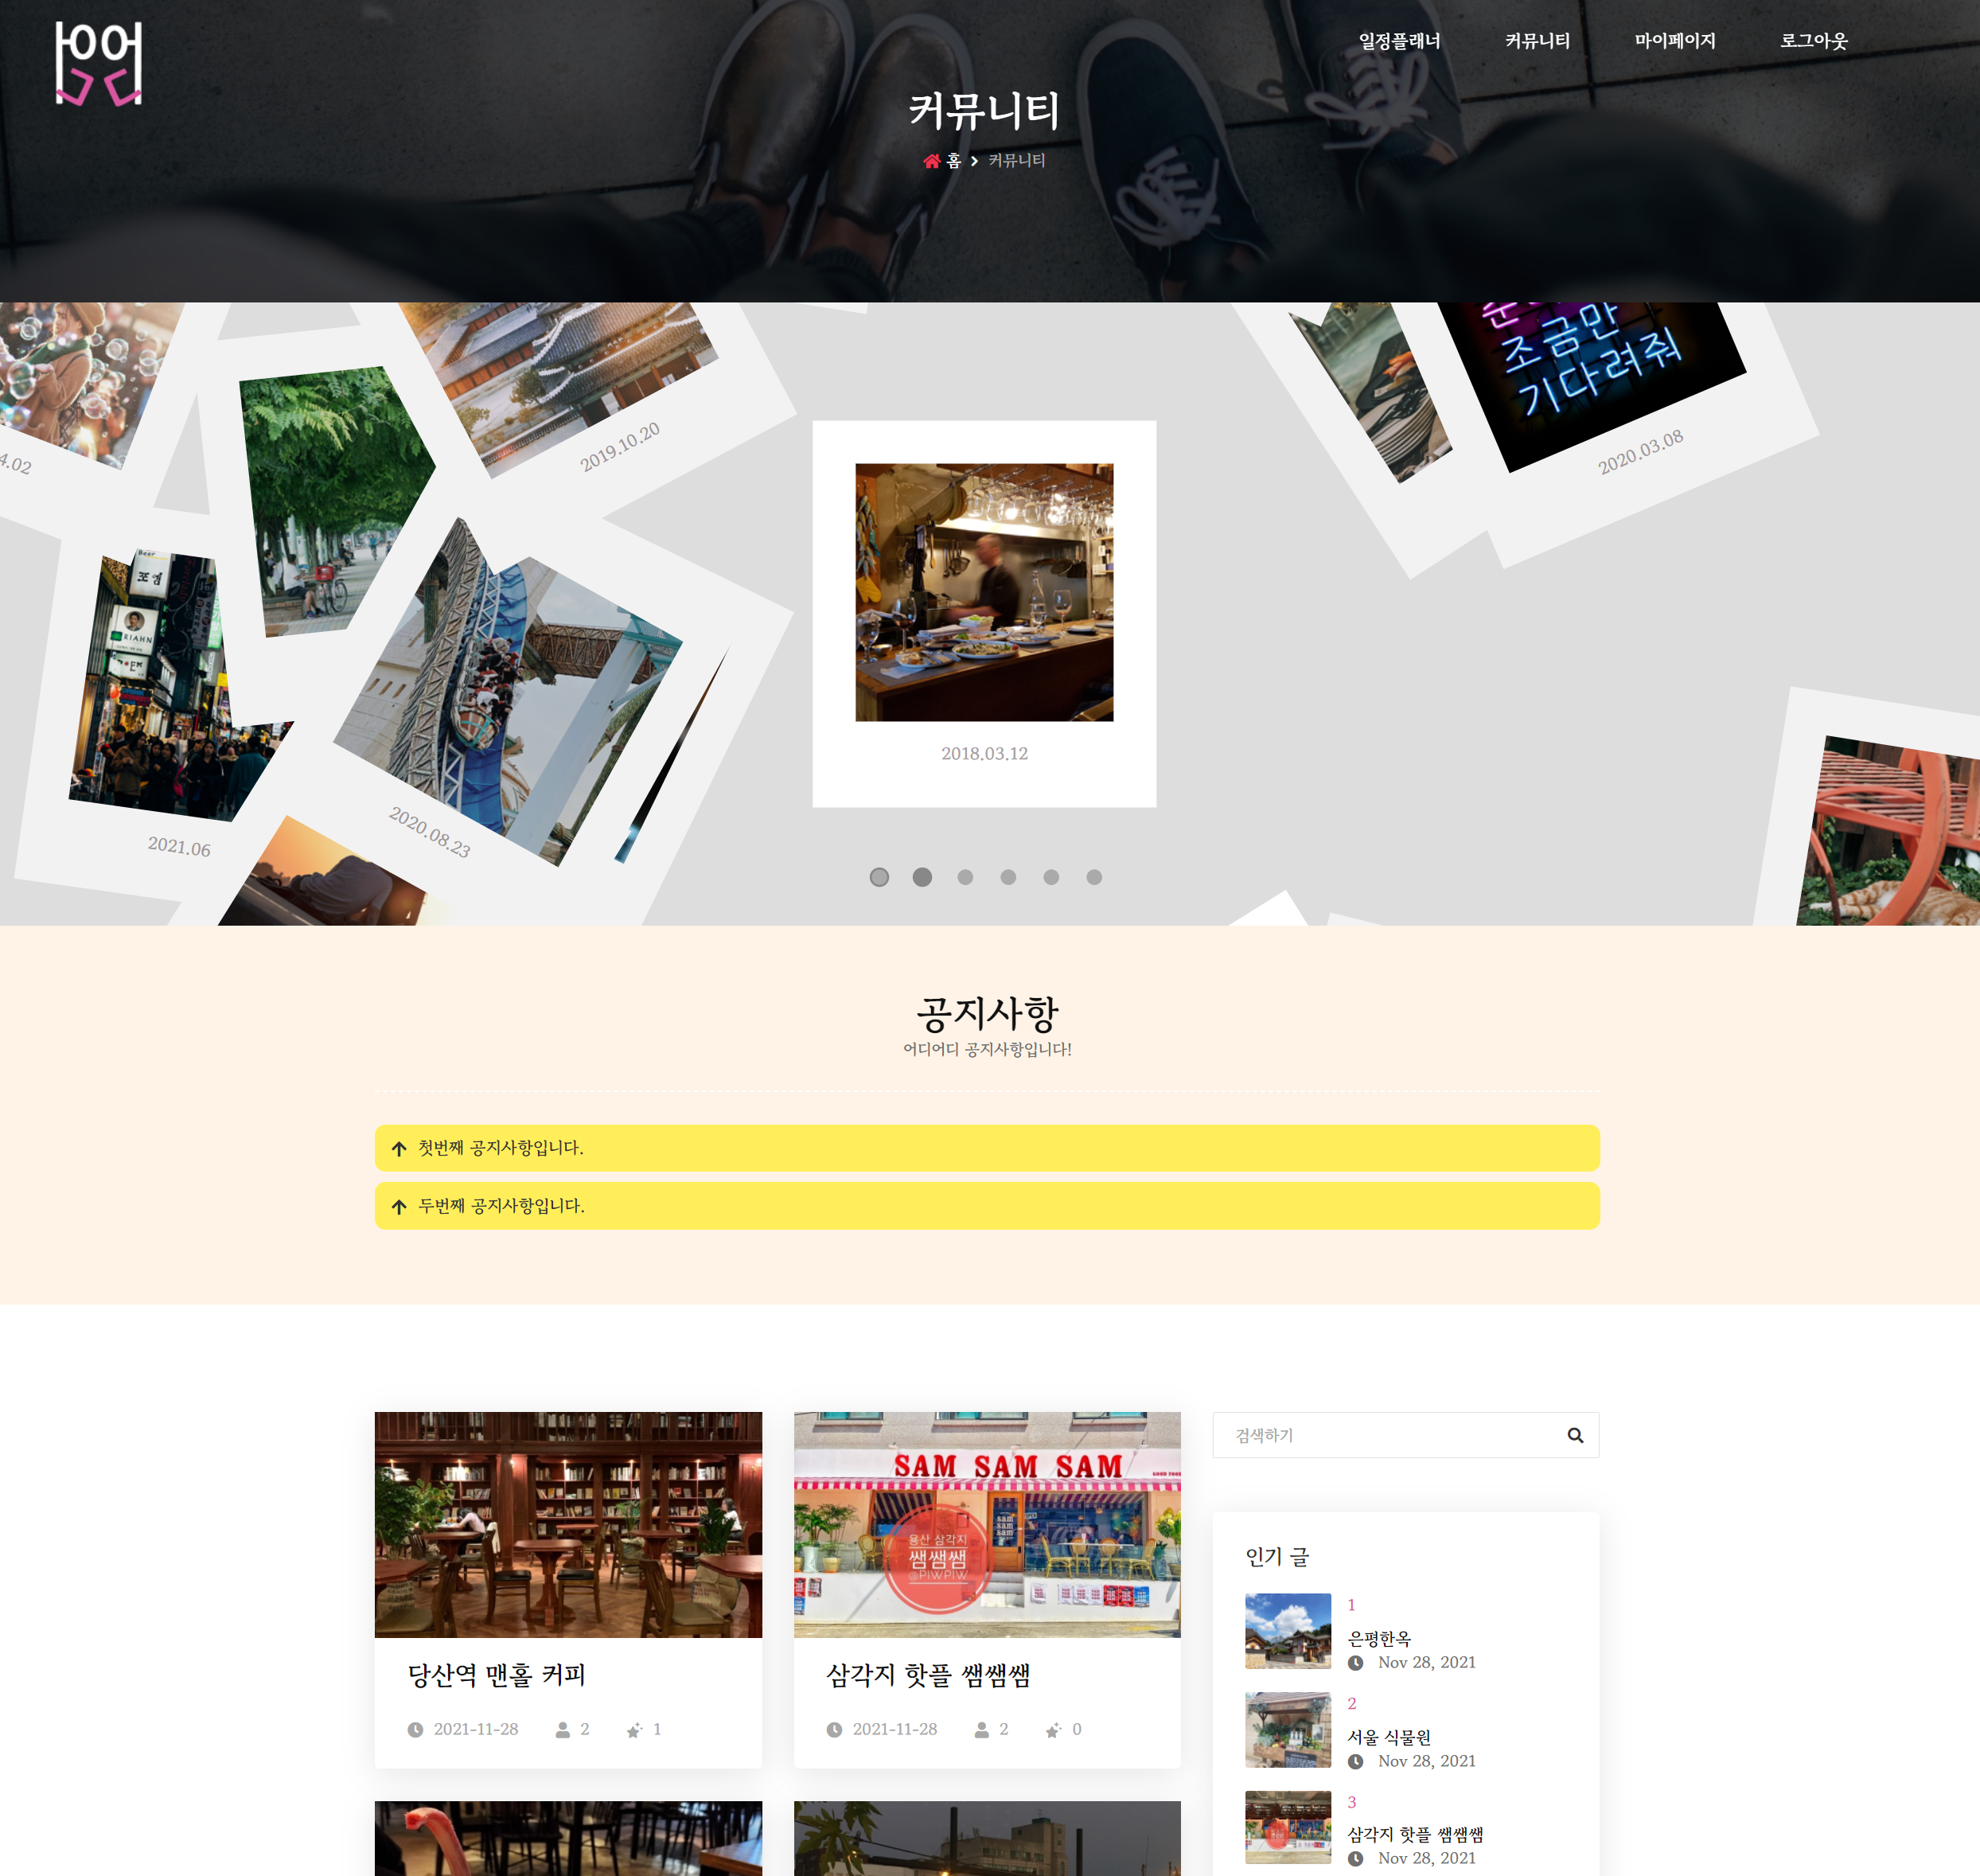 일정플래너
커뮤니티
마이페이지
로그아웃
커뮤니티
홈 커뮤니티
4.02
2019.10.20
조금만
기다려줘
2020.03.08
Beer
RIAHN
2018.03.12
2021.06
2020.08.23
공지사항
어디어디 공지사항입니다!
첫번째 공지사항입니다.
두번째 공지사항입니다.
검색하기
SAM SAM SAM
GOOD FOOD
sam
sam
sam
용산 삼각지
쌤쌤쌤
@PIWPIW
당산역 맨홀 커피
2021-11-28 2 1
삼각지 핫플 쌤쌤쌤
2021-11-28 2 0
인기 글
1
은평한옥
Nov 28, 2021
2
서울 식물원
Nov 28, 2021
3
삼각지 핫플 쌤쌤쌤
Nov 28, 2021